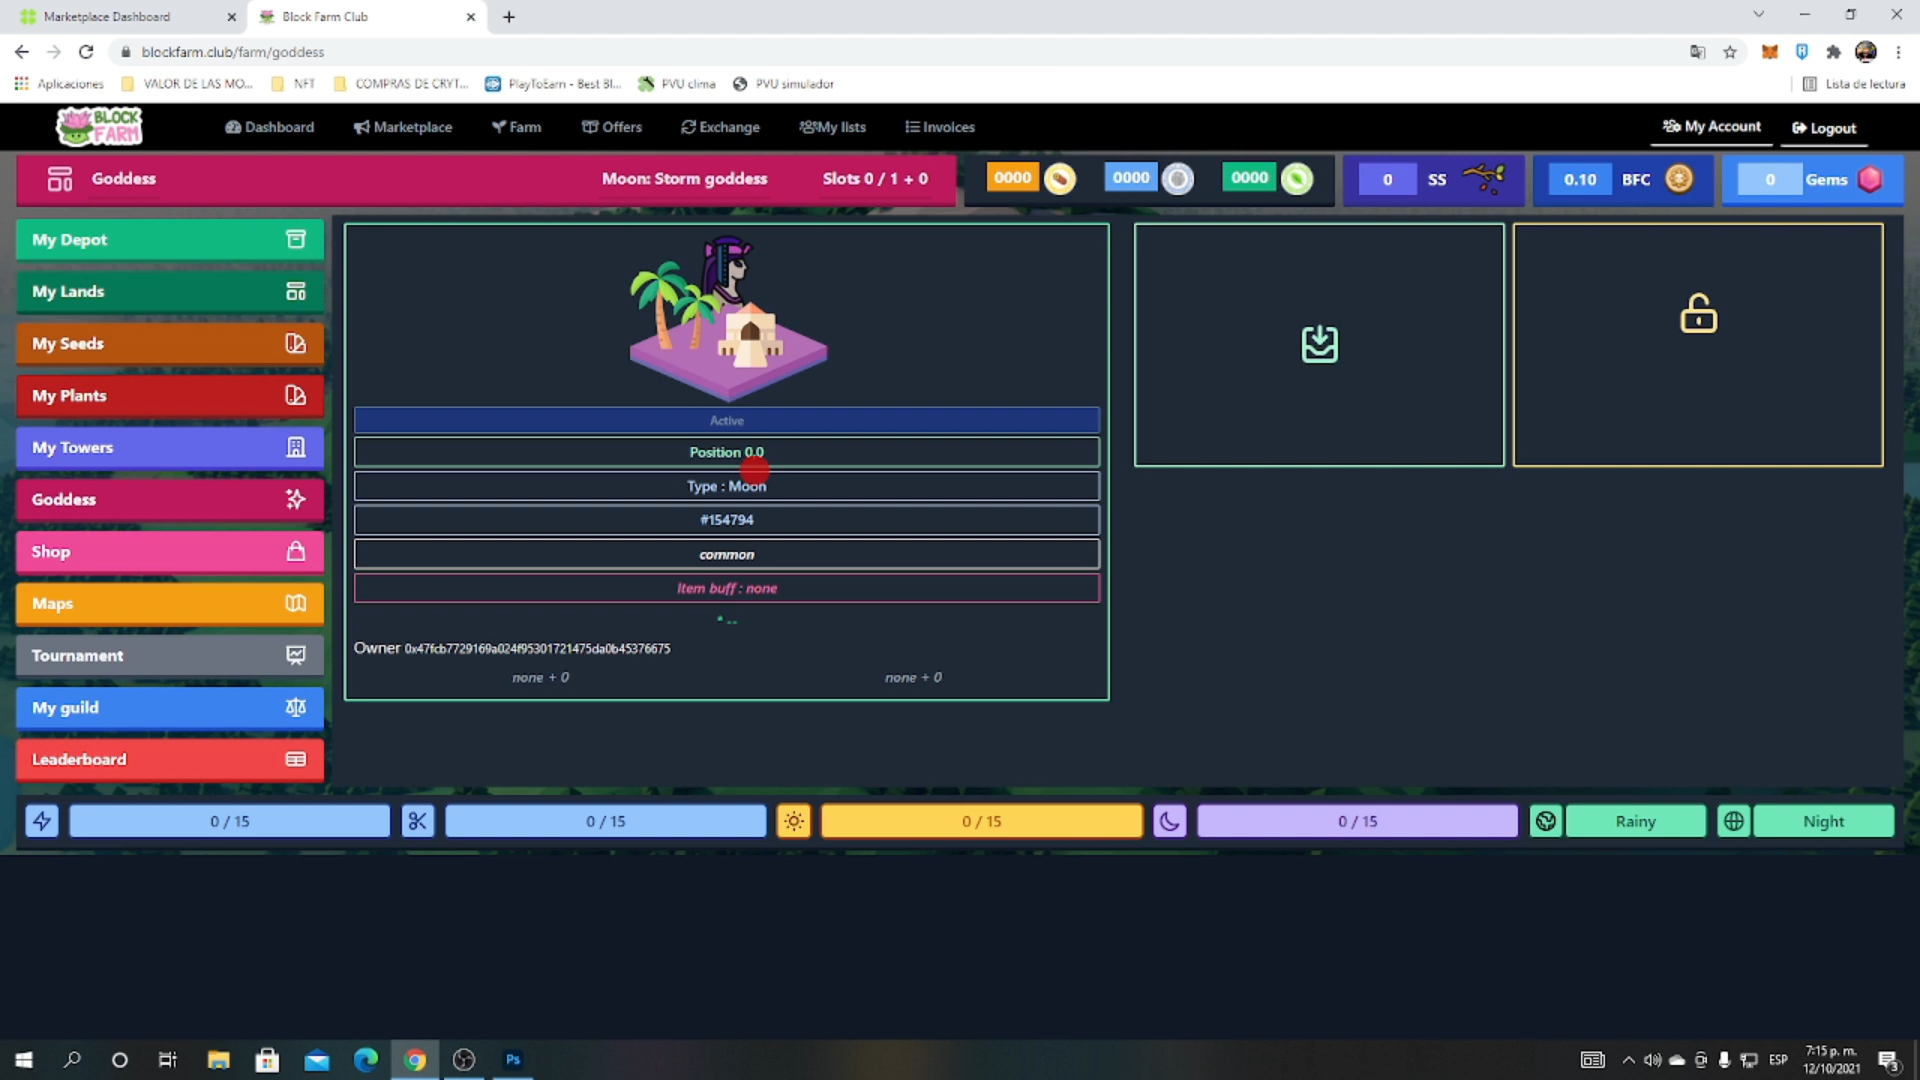 Marketplace Dashboard
Block Farm Club
blockfarm.club/farm/goddess
Aplicaciones
VALOR DE LAS MO...
NFT
COMPRAS DE CRYT...
PlayToEarn - Best Bl...
PVU clima
PVU simulador
Lista de lectura
BLOCK FARM
Dashboard
Marketplace
Farm
Offers
Exchange
My lists
Invoices
My Account
Logout
Goddess
Moon: Storm goddess
Slots 0 / 1 + 0
0000
0000
0000
0 SS
0.10 BFC
0 Gems
My Depot
My Lands
My Seeds
My Plants
My Towers
Goddess
Shop
Maps
Tournament
My guild
Leaderboard
Active
Position 0.0
Type : Moon
#154794
common
Item buff : none
Owner 0x47fcb7729169a024f95301721475da0b45376675
none + 0
none + 0
0 / 15
0 / 15
0 / 15
0 / 15
Rainy
Night
Ps
ESP
7:15 p. m.
12/10/2021
3